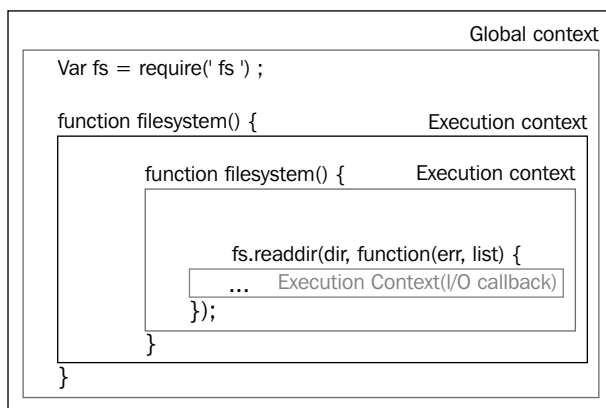 Global context
Var fs = require(' fs ') ;
function filesystem() {
Execution context
function filesystem() {
Execution context
fs.readdir(dir, function(err, list) {
... Execution Context(I/O callback)
});
}
}